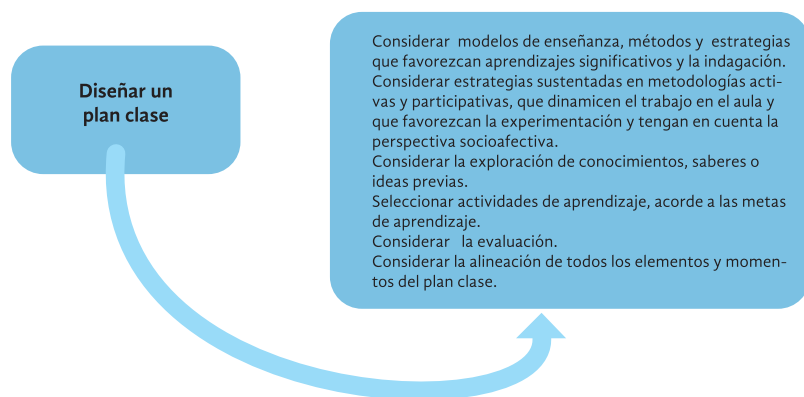 Diseñar un
plan clase
Considerar modelos de enseñanza, métodos y estrategias
que favorezcan aprendizajes significativos y la indagación.
Considerar estrategias sustentadas en metodologías acti-
vas y participativas, que dinamicen el trabajo en el aula y
que favorezcan la experimentación y tengan en cuenta la
perspectiva socioafectiva.
Considerar la exploración de conocimientos, saberes o
ideas previas.
Seleccionar actividades de aprendizaje, acorde a las metas
de aprendizaje.
Considerar la evaluación.
Considerar la alineación de todos los elementos y momen-
tos del plan clase.